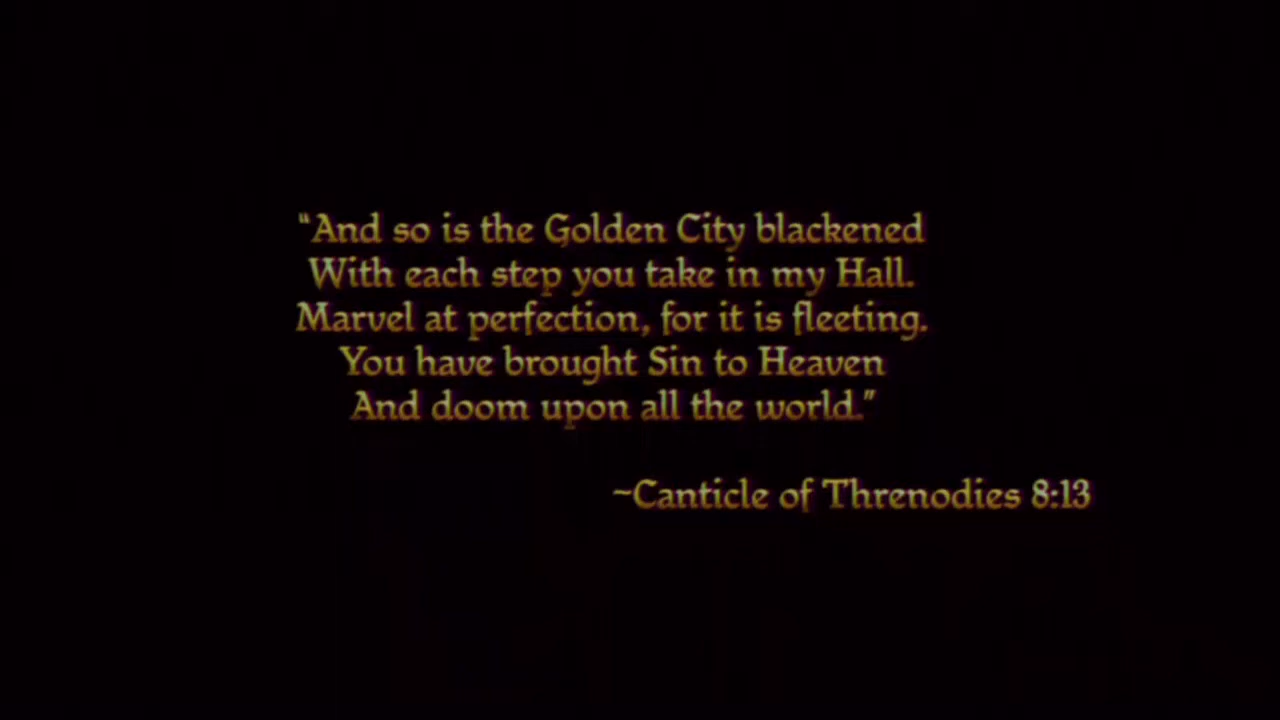 “And so is the Golden City blackened
With each step you take in my Hall.
Marvel at perfection, for it is fleeting.
You have brought Sin to Heaven
And doom upon all the world.”
~Canticle of Threnodies 8:13